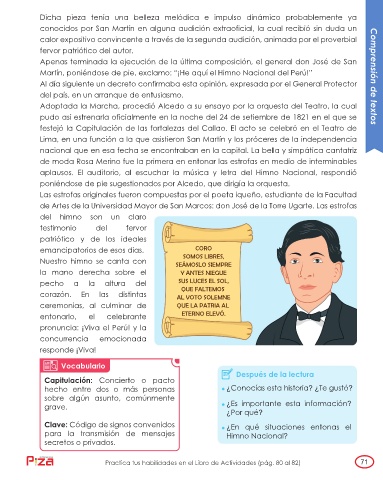 Dicha pieza tenía una belleza melódica e impulso dinámico probablemente ya
conocidos por San Martín en alguna audición extraoficial, la cual recibió sin duda un
calor expositivo convincente a través de la segunda audición, animada por el proverbial
fervor patriótico del autor.
Apenas terminada la ejecución de la última composición, el general don José de San
Martín, poniéndose de pie, exclamo: "¡He aquí el Himno Nacional del Perú!"
Al día siguiente un decreto confirmaba esta opinión, expresada por el General Protector
del país, en un arranque de entusiasmo.
Adoptada la Marcha, procedió Alcedo a su ensayo por la orquesta del Teatro, la cual
pudo así estrenarla oficialmente en la noche del 24 de setiembre de 1821 en el que se
festejó la Capitulación de las fortalezas del Callao. El acto se celebró en el Teatro de
Lima, en una función a la que asistieron San Martín y los próceres de la independencia
nacional que en esa fecha se encontraban en la capital. La bella y simpática cantatriz
de moda Rosa Merino fue la primera en entonar las estrofas en medio de interminables
aplausos. El auditorio, al escuchar la música y letra del Himno Nacional, respondió
poniéndose de pie sugestionados por Alcedo, que dirigía la orquesta.
Las estrofas originales fueron compuestas por el poeta iqueño, estudiante de la Facultad
de Artes de la Universidad Mayor de San Marcos: don José de la Torre Ugarte. Las estrofas
del himno son un claro
testimonio del fervor
patriótico y de los ideales
emancipatorios de esos días.
Nuestro himno se canta con
la mano derecha sobre el
pecho a la altura del
corazón. En las distintas
ceremonias, al culminar de
entonarlo, el celebrante
pronuncia: ¡Viva el Perú! y la
concurrencia emocionada
responde ¡Viva!
CORO
SOMOS LIBRES,
SEÁMOSLO SIEMPRE
Y ANTES NIEGUE
SUS LUCES EL SOL,
QUE FALTEMOS
AL VOTO SOLEMNE
QUE LA PATRIA AL
ETERNO ELEVÓ.
Comprensión de textos
Vocabulario
Capitulación: Concierto o pacto
hecho entre dos o más personas
sobre algún asunto, comúnmente
grave.
Clave: Código de signos convenidos
para la transmisión de mensajes
secretos o privados.
Después de la lectura
• ¿Conocías esta historia? ¿Te gustó?
• ¿Es importante esta información?
¿Por qué?
• ¿En qué situaciones entonas el
Himno Nacional?
Piza
Practica tus habilidades en el Libro de Actividades (pág. 80 al 82)
71